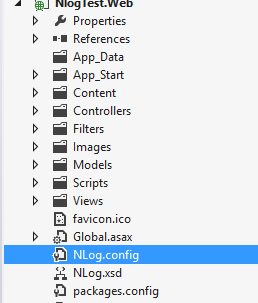 NlogTest.Web
Properties
References
App_Data
App_Start
Content
Controllers
Filters
Images
Models
Scripts
Views
favicon.ico
Global.asax
NLog.config
NLog.xsd
packages.config